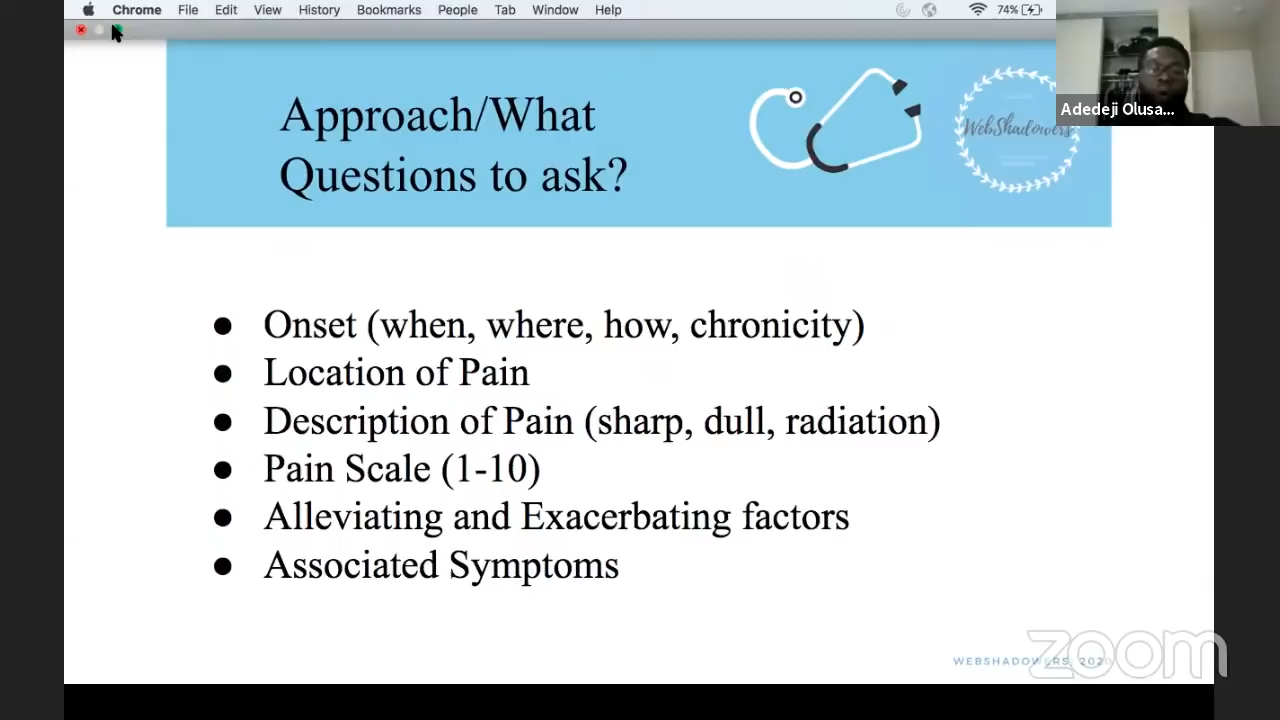 Chrome File Edit View History Bookmarks People Tab Window Help 74%
Approach/What
Questions to ask?
WebShadowers
Adedeji Olusa...
● Onset (when, where, how, chronicity)
● Location of Pain
● Description of Pain (sharp, dull, radiation)
● Pain Scale (1-10)
● Alleviating and Exacerbating factors
● Associated Symptoms
WEBSHADOWERS, 2020
zoom